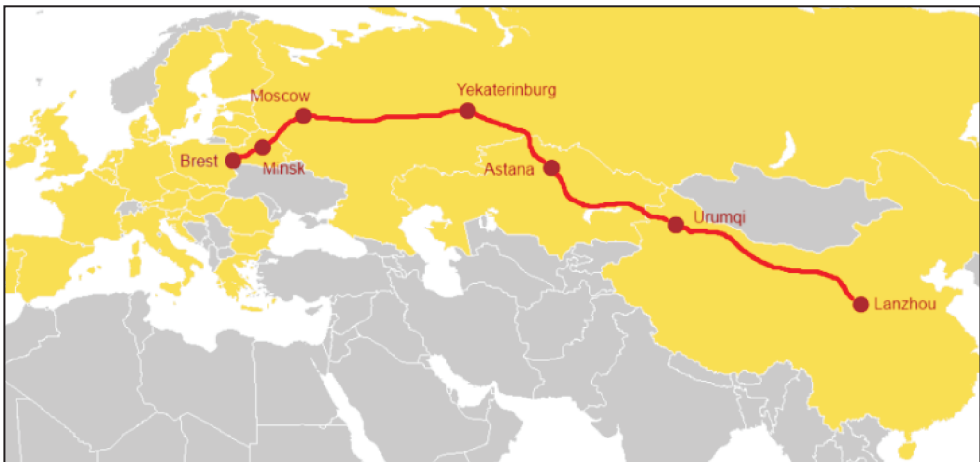 Yekaterinburg
Moscow
Brest
Minsk
Astana
Urumqi
Lanzhou